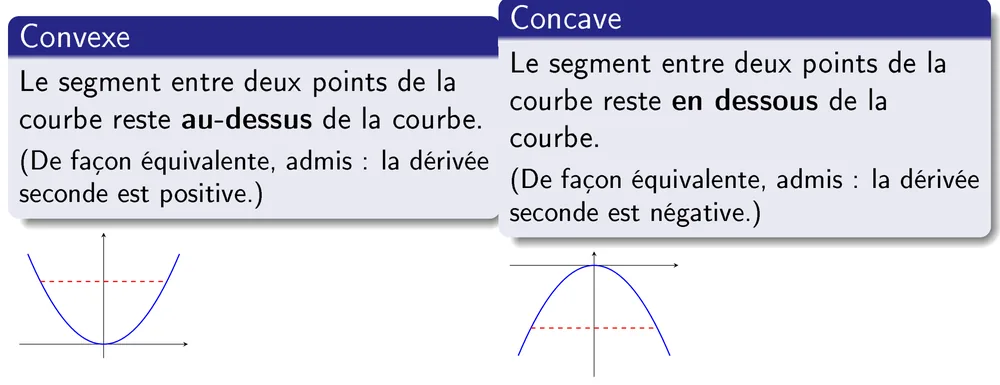 Convexe
Le segment entre deux points de la
courbe reste au-dessus de la courbe.
(De façon équivalente, admis : la dérivée
seconde est positive.)
Concave
Le segment entre deux points de la
courbe reste en dessous de la
courbe.
(De façon équivalente, admis : la dérivée
seconde est négative.)